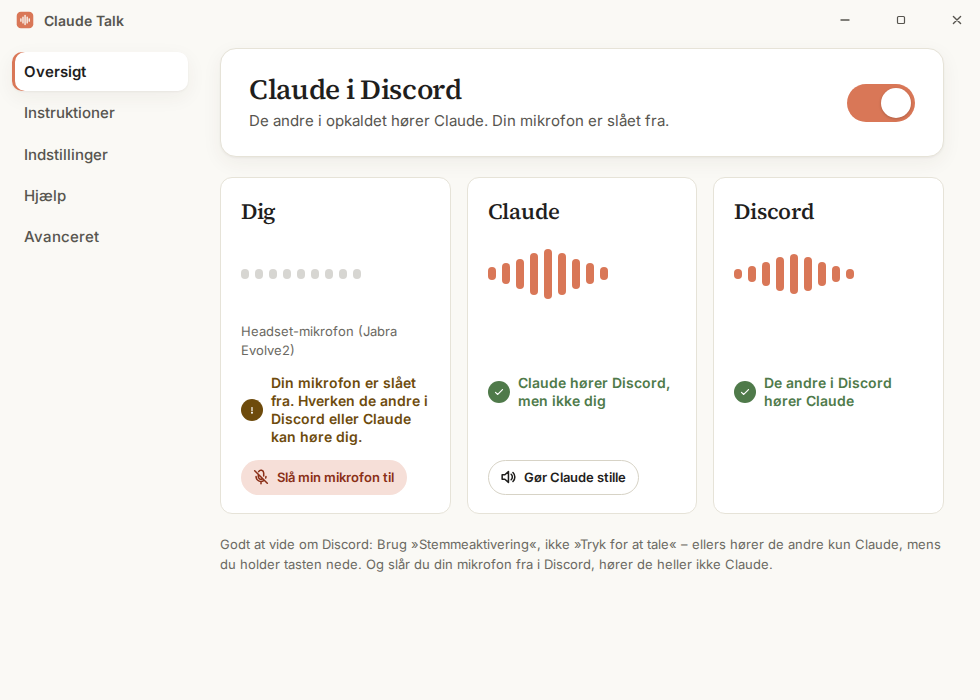 Claude Talk
Oversigt
Instruktioner
Indstillinger
Hjælp
Avanceret
Claude i Discord
De andre i opkaldet hører Claude. Din mikrofon er slået fra.
Dig
Headset-mikrofon (Jabra
Evolve2)
Din mikrofon er slået
fra. Hverken de andre i
Discord eller Claude
kan høre dig.
Slå min mikrofon til
Claude
Claude hører Discord,
men ikke dig
Gør Claude stille
Discord
De andre i Discord
hører Claude
Godt at vide om Discord: Brug »Stemmeaktivering«, ikke »Tryk for at tale« – ellers hører de andre kun Claude, mens
du holder tasten nede. Og slår du din mikrofon fra i Discord, hører de heller ikke Claude.